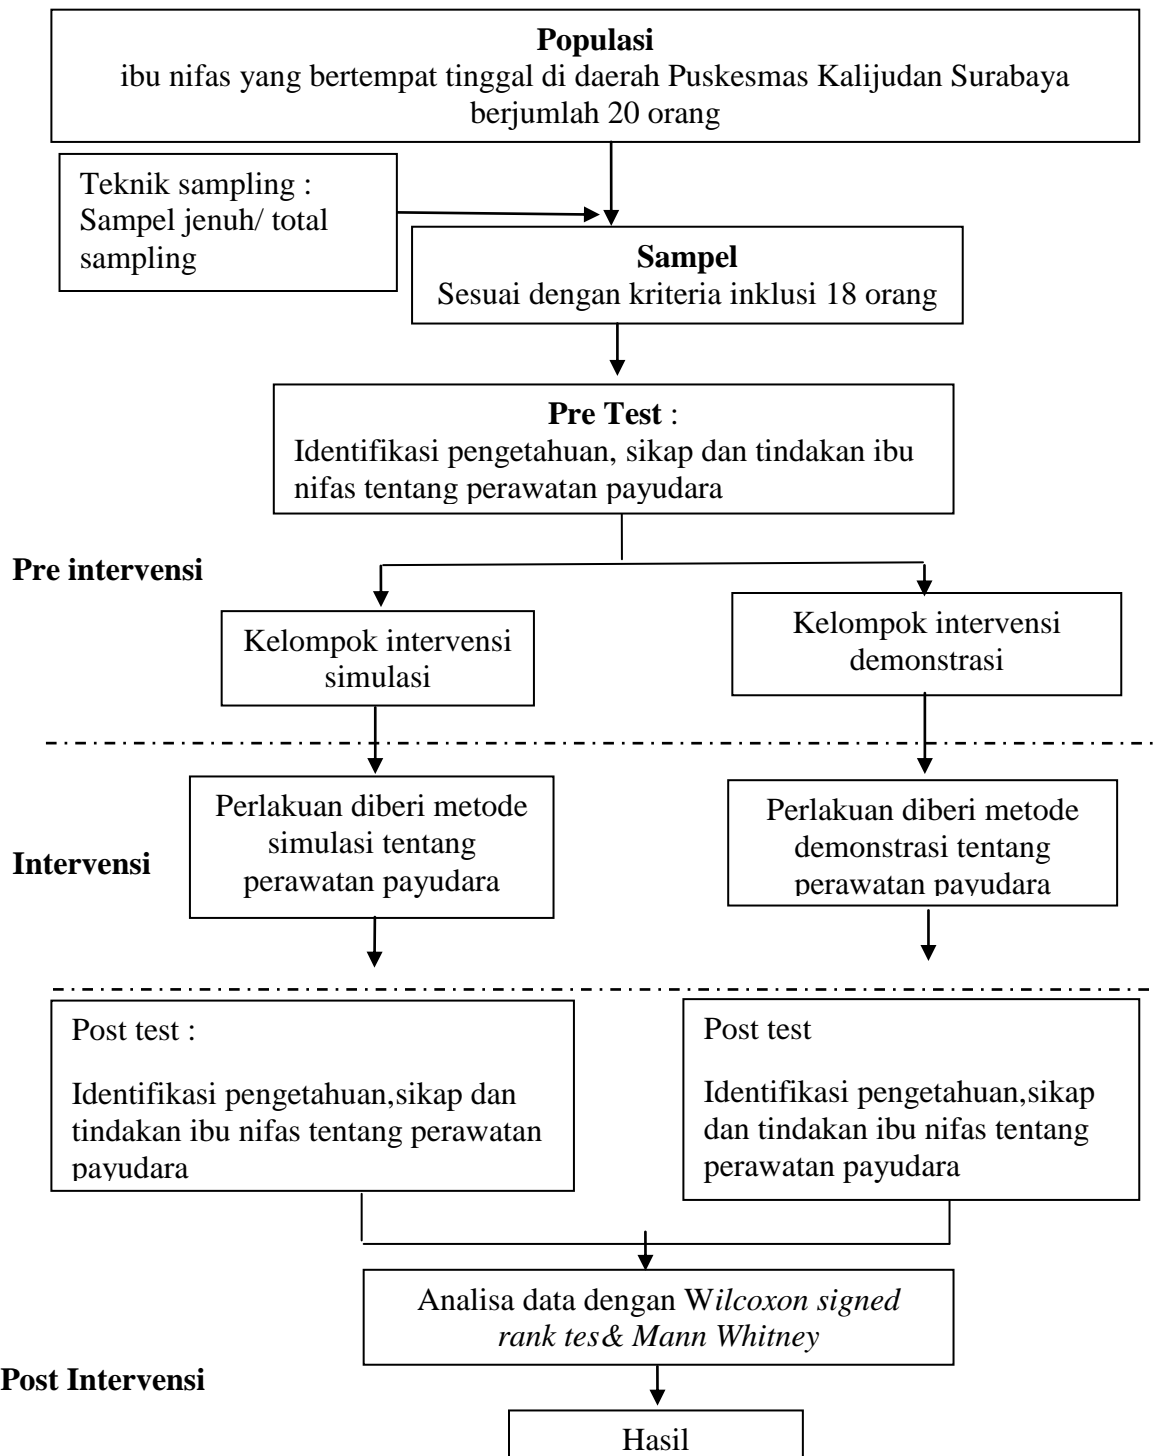 Populasi
ibu nifas yang bertempat tinggal di daerah Puskesmas Kalijudan Surabaya
berjumlah 20 orang
Teknik sampling :
Sampel jenuh/ total
sampling
Sampel
Sesuai dengan kriteria inklusi 18 orang
Pre Test :
Identifikasi pengetahuan, sikap dan tindakan ibu
nifas tentang perawatan payudara
Pre intervensi
Kelompok intervensi
simulasi
Kelompok intervensi
demonstrasi
Perlakuan diberi metode
simulasi tentang
perawatan payudara
Perlakuan diberi metode
demonstrasi tentang
perawatan payudara
Intervensi
Post test :
Identifikasi pengetahuan,sikap dan
tindakan ibu nifas tentang perawatan
payudara
Post test
Identifikasi pengetahuan,sikap
dan tindakan ibu nifas tentang
perawatan payudara
Analisa data dengan Wilcoxon signed
rank tes& Mann Whitney
Post Intervensi
Hasil